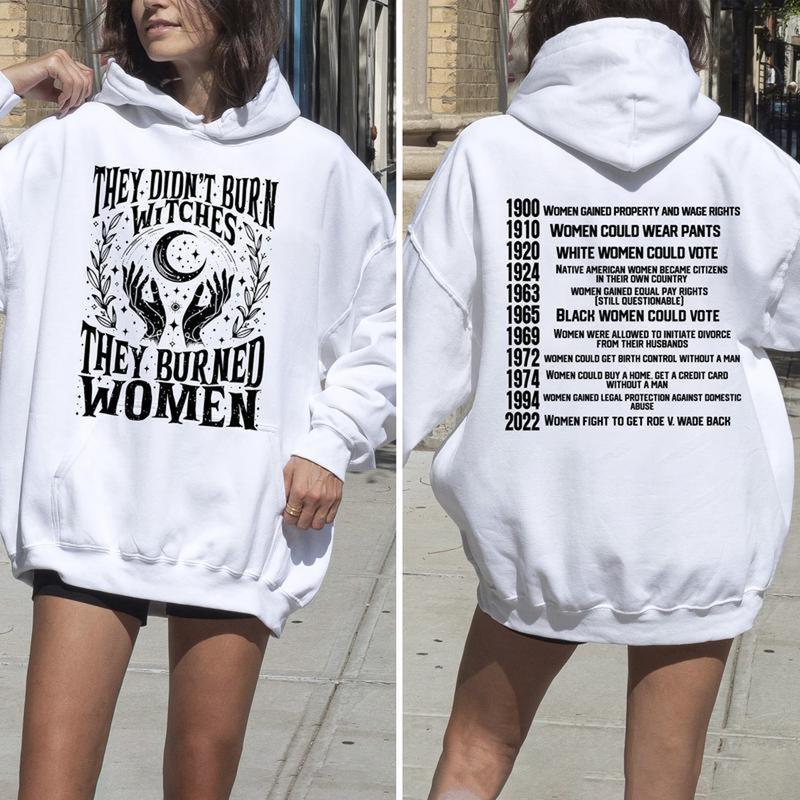 THEY DIDN'T BURN
WITCHES
THEY BURNED
WOMEN
1900 WOMEN GAINED PROPERTY AND WAGE RIGHTS
1910 WOMEN COULD WEAR PANTS
1920 WHITE WOMEN COULD VOTE
1924 NATIVE AMERICAN WOMEN BECAME CITIZENS
IN THEIR OWN COUNTRY
1963 WOMEN GAINED EQUAL PAY RIGHTS
(STILL QUESTIONABLE)
1965 BLACK WOMEN COULD VOTE
1969 WOMEN WERE ALLOWED TO INITIATE DIVORCE
FROM THEIR HUSBANDS
1972 WOMEN COULD GET BIRTH CONTROL WITHOUT A MAN
1974 WOMEN COULD BUY A HOME, GET A CREDIT CARD
WITHOUT A MAN
1994 WOMEN GAINED LEGAL PROTECTION AGAINST DOMESTIC
ABUSE
2022 WOMEN FIGHT TO GET ROE V. WADE BACK